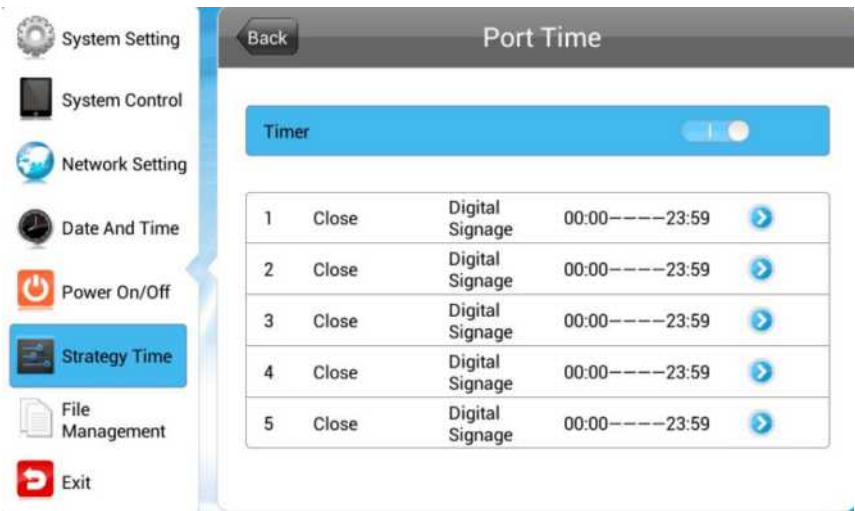 System Setting
System Control
Network Setting
Date And Time
Power On/Off
Strategy Time
File
Management
Exit
Back
Port Time
Timer
1 Close Digital Signage 00:00————23:59
2 Close Digital Signage 00:00————23:59
3 Close Digital Signage 00:00————23:59
4 Close Digital Signage 00:00————23:59
5 Close Digital Signage 00:00————23:59